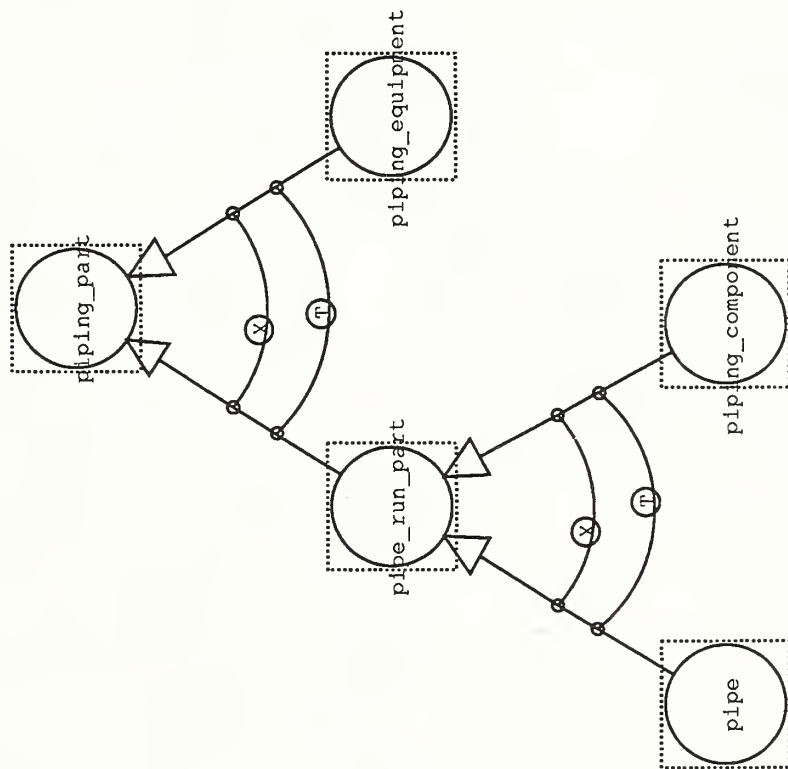 piping_part
piping_equipment
X
T
pipe_run_part
piping_component
X
T
pipe